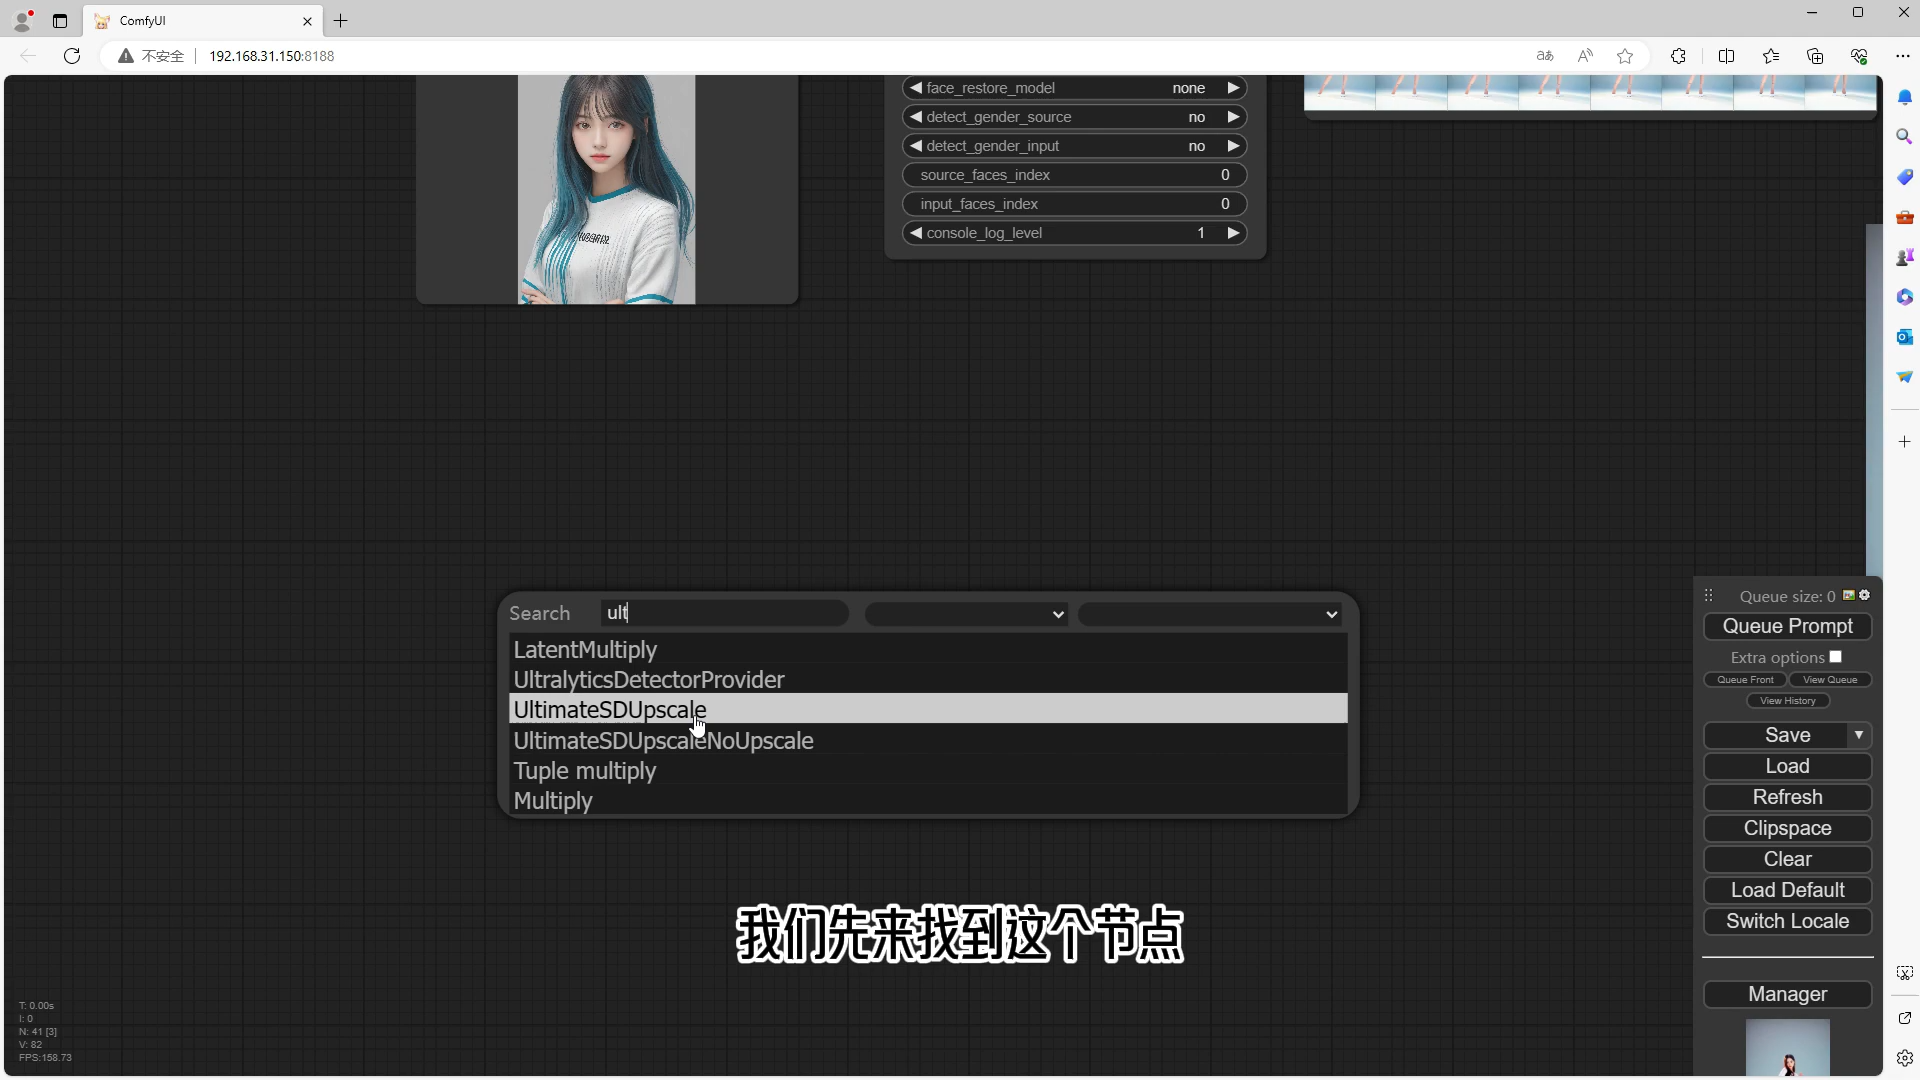 ComfyUI
不安全
192.168.31.150:8188
face_restore_model none
detect_gender_source no
detect_gender_input no
source_faces_index 0
input_faces_index 0
console_log_level 1
Search ult
LatentMultiply
UltralyticsDetectorProvider
UltimateSDUpscale
UltimateSDUpscaleNoUpscale
Tuple multiply
Multiply
Queue size: 0
Queue Prompt
Extra options
Queue Front View Queue
View History
Save
Load
Refresh
Clipspace
Clear
Load Default
Switch Locale
Manager
我们先来找到这个节点
T: 0.00s
I: 0
N: 41 [3]
V: 82
FPS:158.73